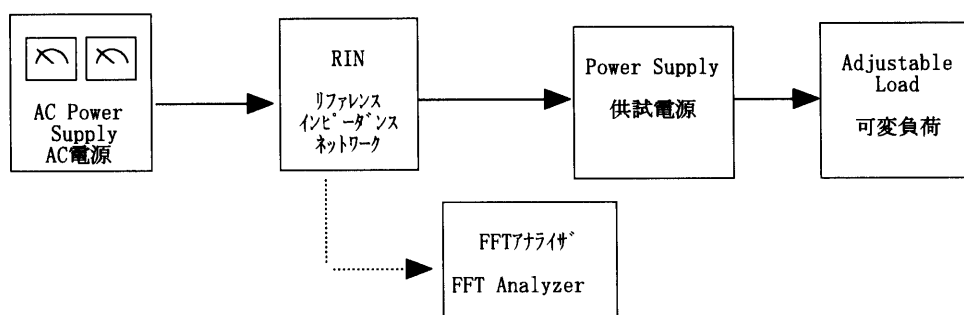 AC Power
Supply
AC電源
RIN
リファレンス
インピーダンス
ネットワーク
Power Supply
供試電源
Adjustable
Load
可変負荷
FFTアナライザ
FFT Analyzer